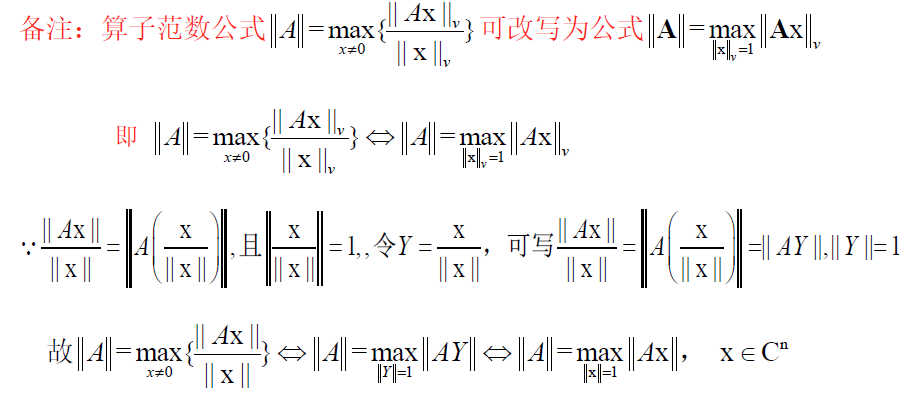 备注：算子范数公式‖A‖=max_{x≠0}{||Ax||_v / ||x||_v}可改写为公式‖A‖=max_{‖x‖_v=1}‖Ax‖_v
即 ‖A‖=max_{x≠0}{||Ax||_v / ||x||_v}⇔‖A‖=max_{‖x‖_v=1}‖Ax‖_v
∵ ||Ax|| / ||x|| =‖A(x / ||x||)‖,且‖x / ||x||‖=1,,令Y= x / ||x||，可写 ||Ax|| / ||x|| =‖A(x / ||x||)‖=||AY||,||Y||=1
故‖A‖=max_{x≠0}{||Ax|| / ||x||}⇔‖A‖=max_{‖Y‖=1}‖AY‖⇔‖A‖=max_{‖x‖=1}‖Ax‖， x∈C^n